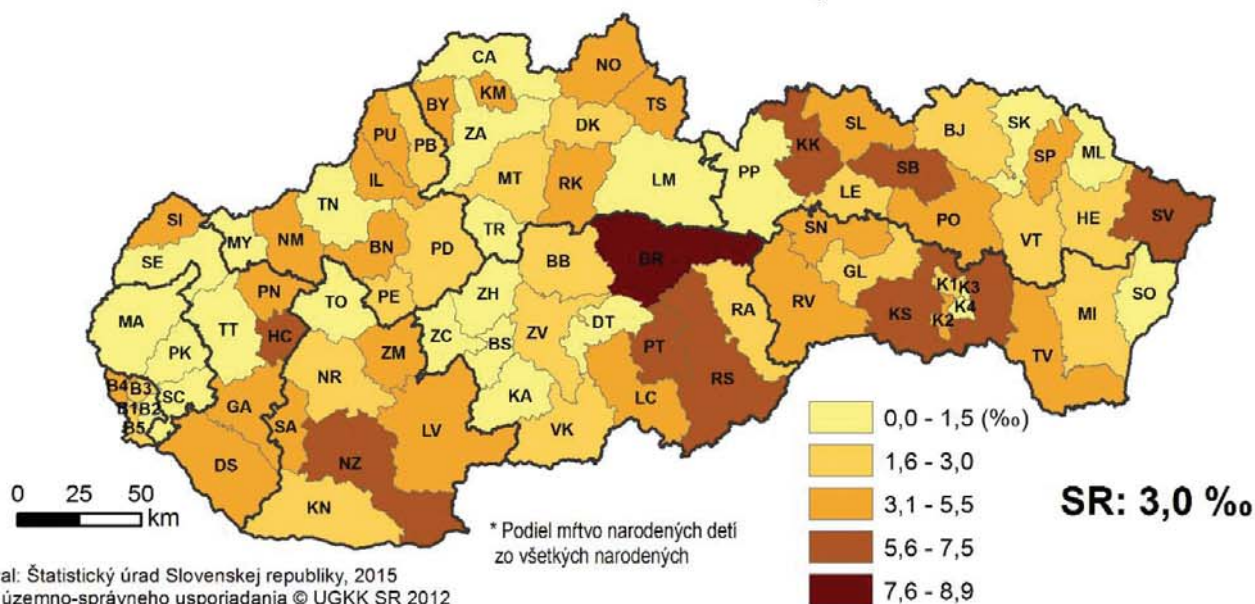 CA
NO
BY
KM
TS
PU
PB
ZA
DK
KK
SL
BJ
SK
SP
ML
IL
MT
RK
LM
PP
SB
LE
PO
HE
SV
TN
SI
MY
NM
BN
PD
TR
BB
BR
SN
VT
SE
PN
TO
PE
ZH
GL
K1
K3
K4
K2
SO
MA
TT
HC
ZM
ZC
BS
ZV
DT
RA
RV
KS
MI
PK
NR
PT
TV
B4
B3
SC
B1
B2
B5
GA
SA
KA
LC
RS
LV
VK
DS
NZ
KN
0 25 50
km
* Podiel mŕtvo narodených detí
zo všetkých narodených
0,0 - 1,5 (‰)
1,6 - 3,0
3,1 - 5,5
5,6 - 7,5
7,6 - 8,9
SR: 3,0 ‰
al: Štatistický úrad Slovenskej republiky, 2015
územno-správneho usporiadania © UGKK SR 2012